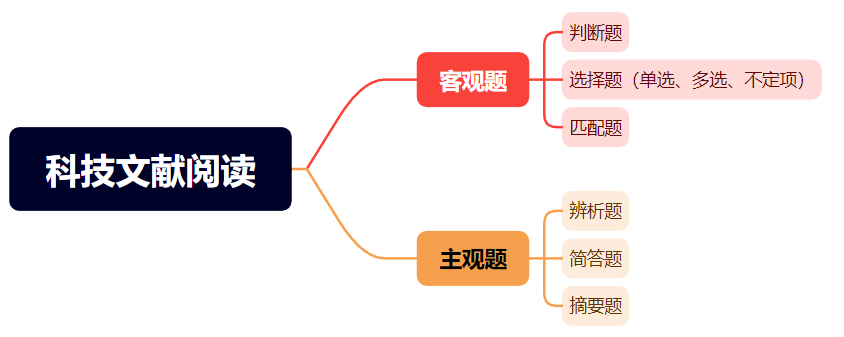 科技文献阅读
客观题
判断题
选择题（单选、多选、不定项）
匹配题
主观题
辨析题
简答题
摘要题